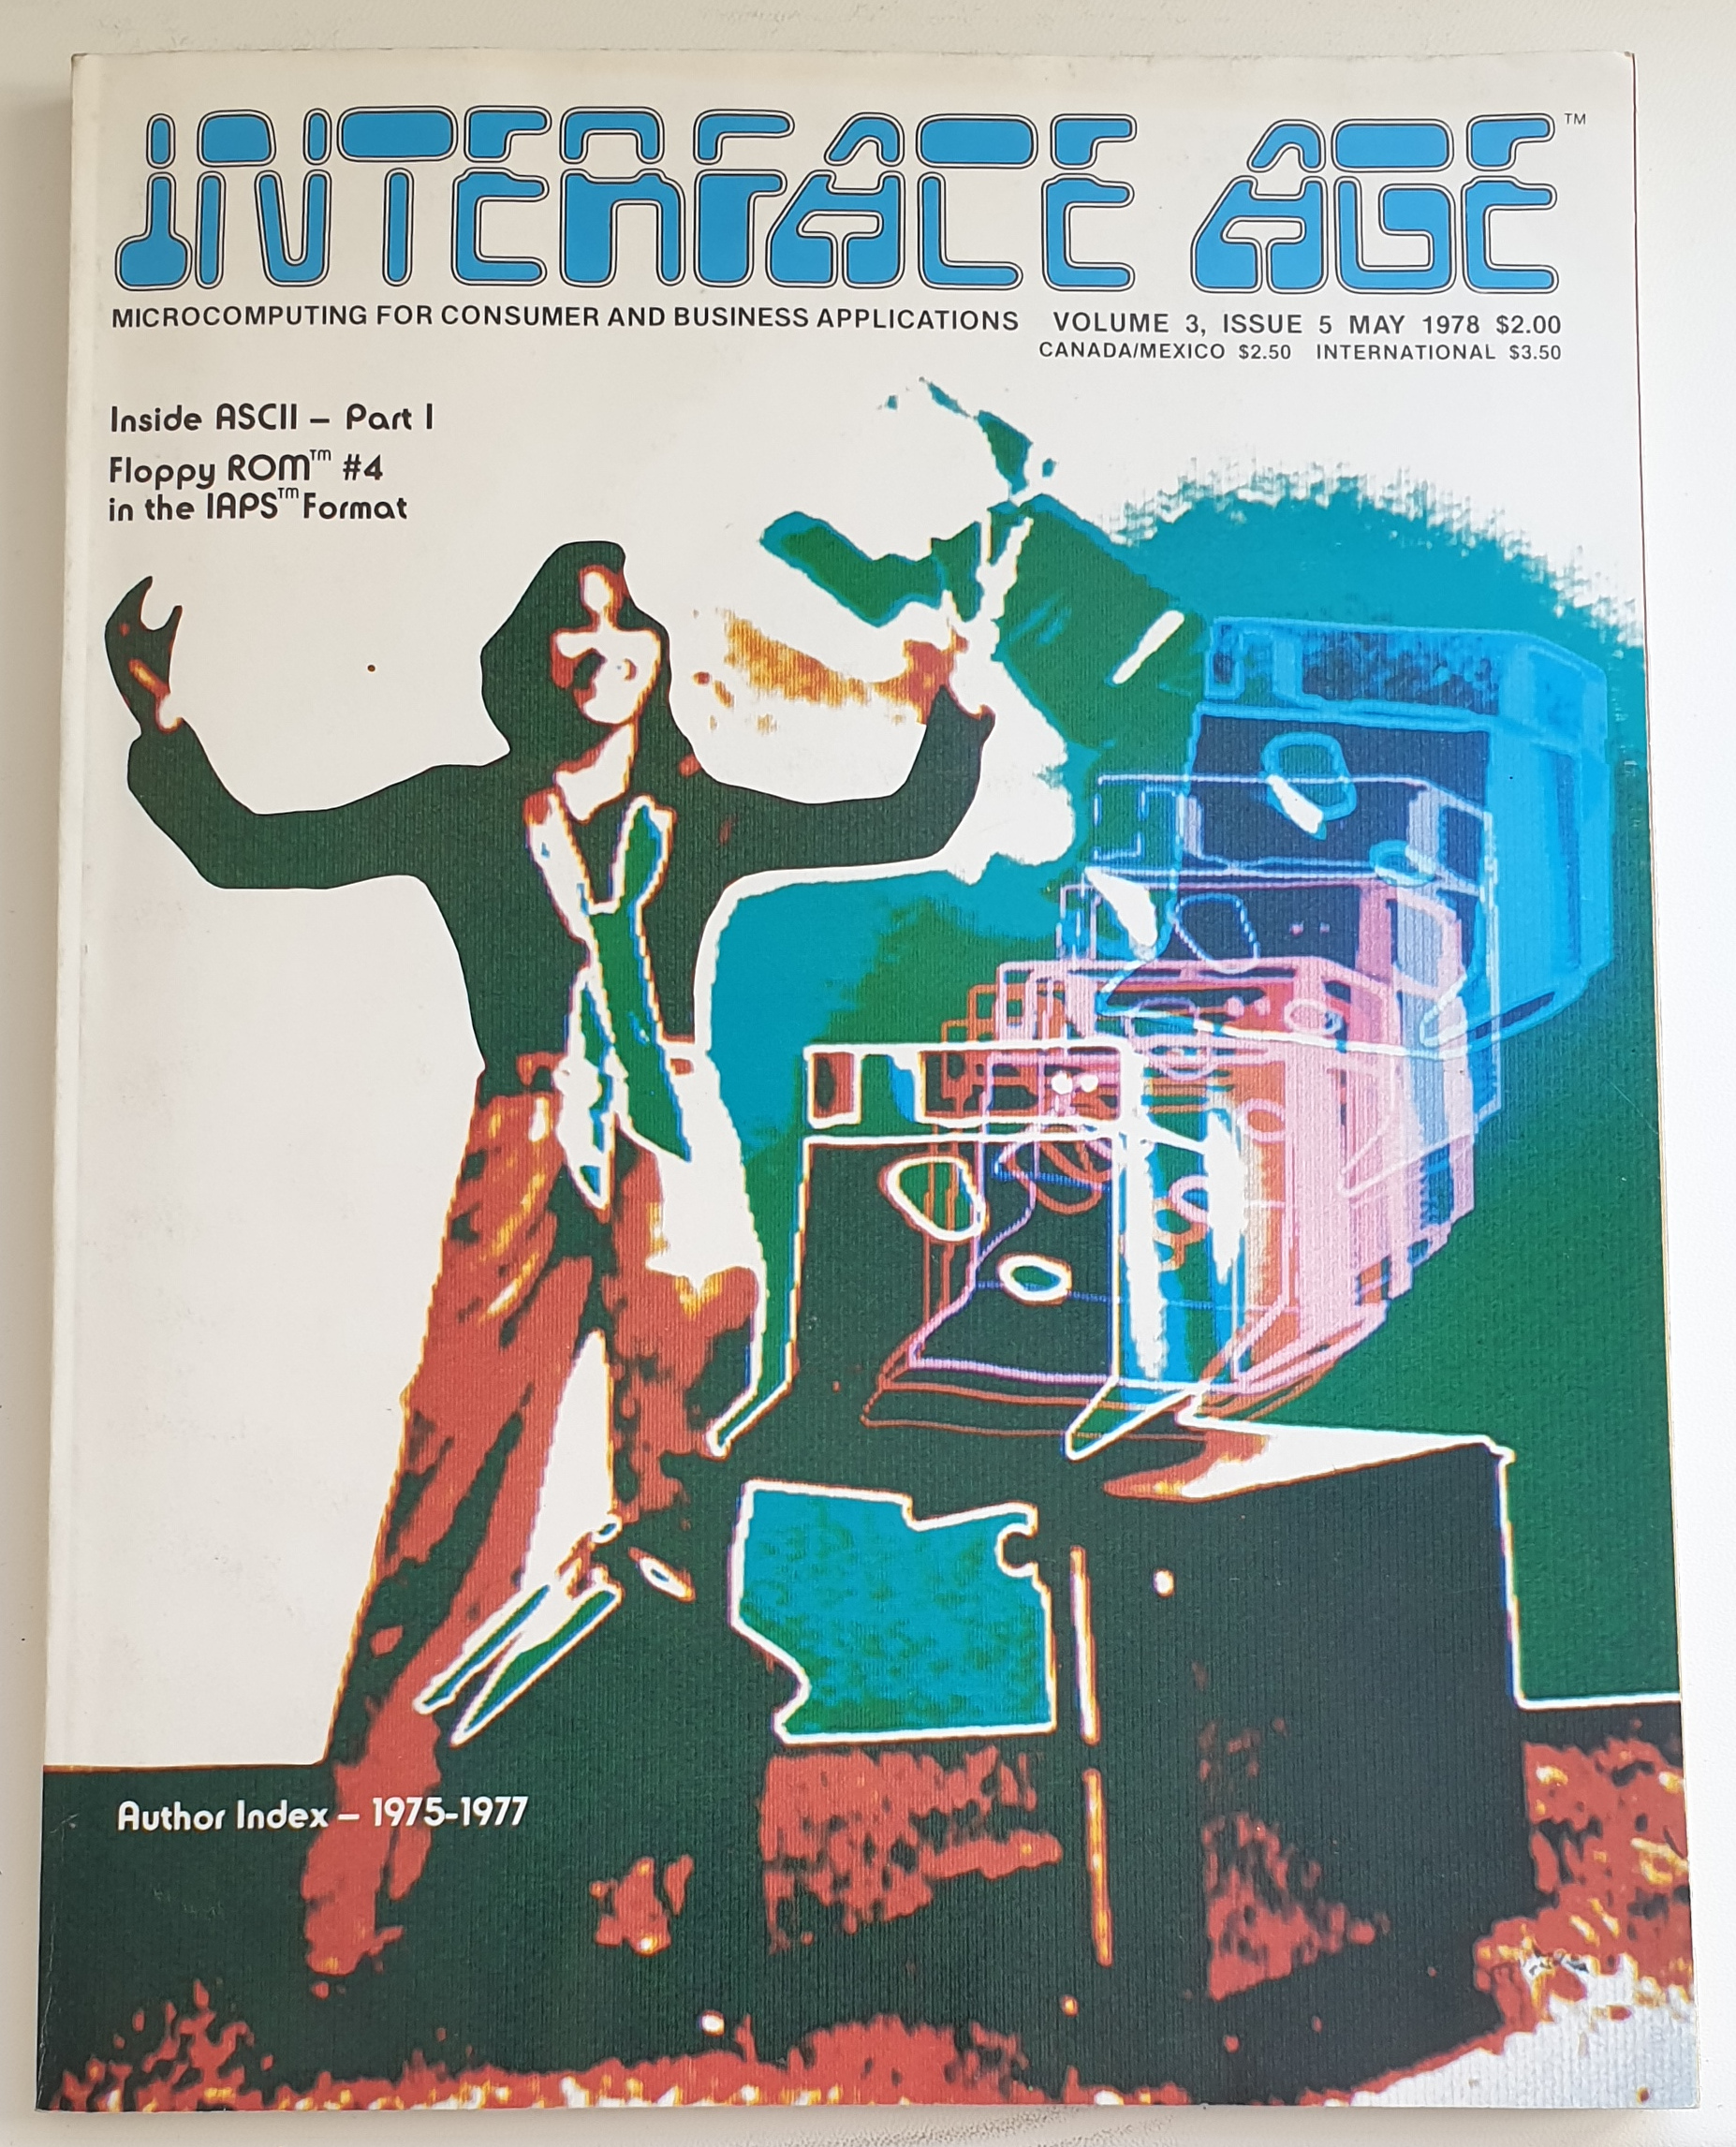 INTERFACE AGE™
MICROCOMPUTING FOR CONSUMER AND BUSINESS APPLICATIONS VOLUME 3, ISSUE 5 MAY 1978 $2.00
CANADA/MEXICO $2.50 INTERNATIONAL $3.50
Inside ASCII – Part I
Floppy ROM™ #4
in the IAPS™ Format
Author Index – 1975-1977